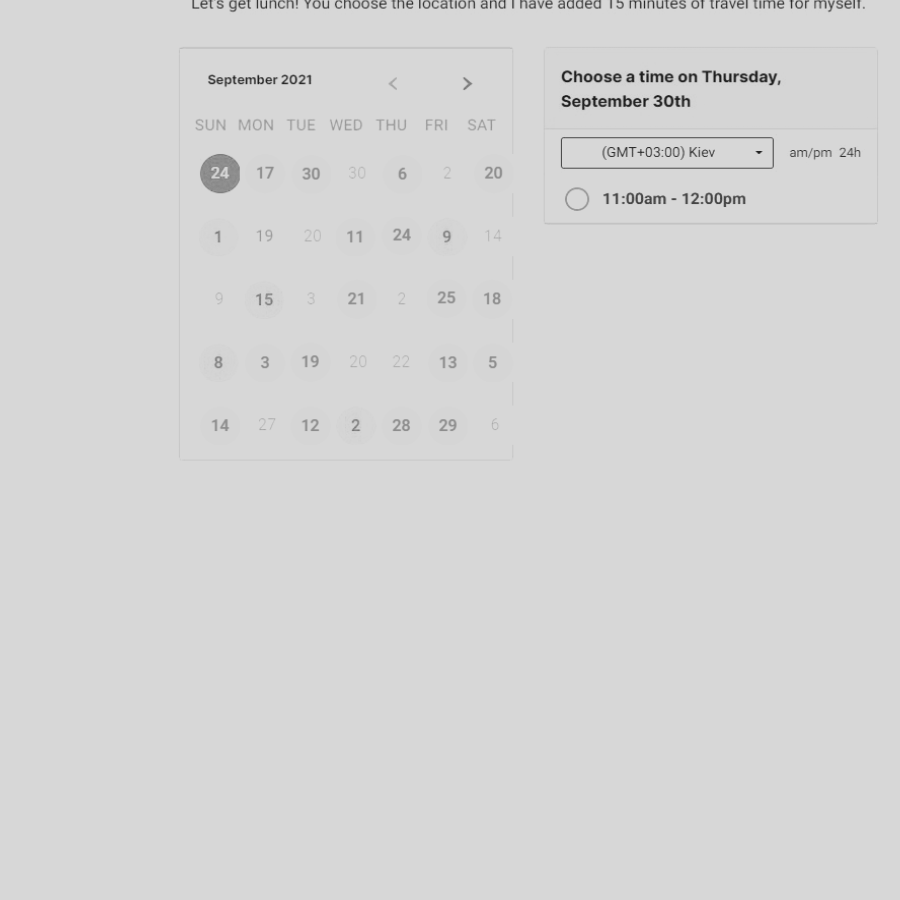 Let's get lunch! You choose the location and I have added 15 minutes of travel time for myself.
September 2021
SUN MON TUE WED THU FRI SAT
24 17 30 30 6 2 20
1 19 20 11 24 9 14
9 15 3 21 2 25 18
8 3 19 20 22 13 5
14 27 12 2 28 29 6
Choose a time on Thursday,
September 30th
(GMT+03:00) Kiev
am/pm 24h
11:00am - 12:00pm